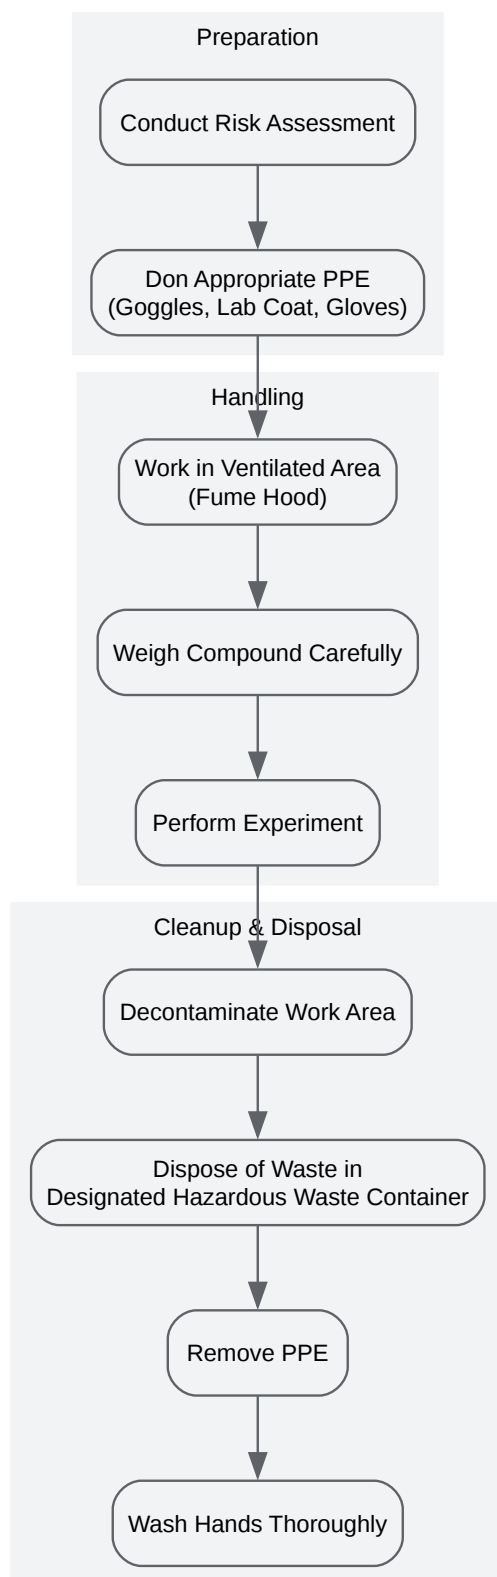 Preparation
Conduct Risk Assessment
Don Appropriate PPE
(Goggles, Lab Coat, Gloves)
Handling
Work in Ventilated Area
(Fume Hood)
Weigh Compound Carefully
Perform Experiment
Cleanup & Disposal
Decontaminate Work Area
Dispose of Waste in
Designated Hazardous Waste Container
Remove PPE
Wash Hands Thoroughly